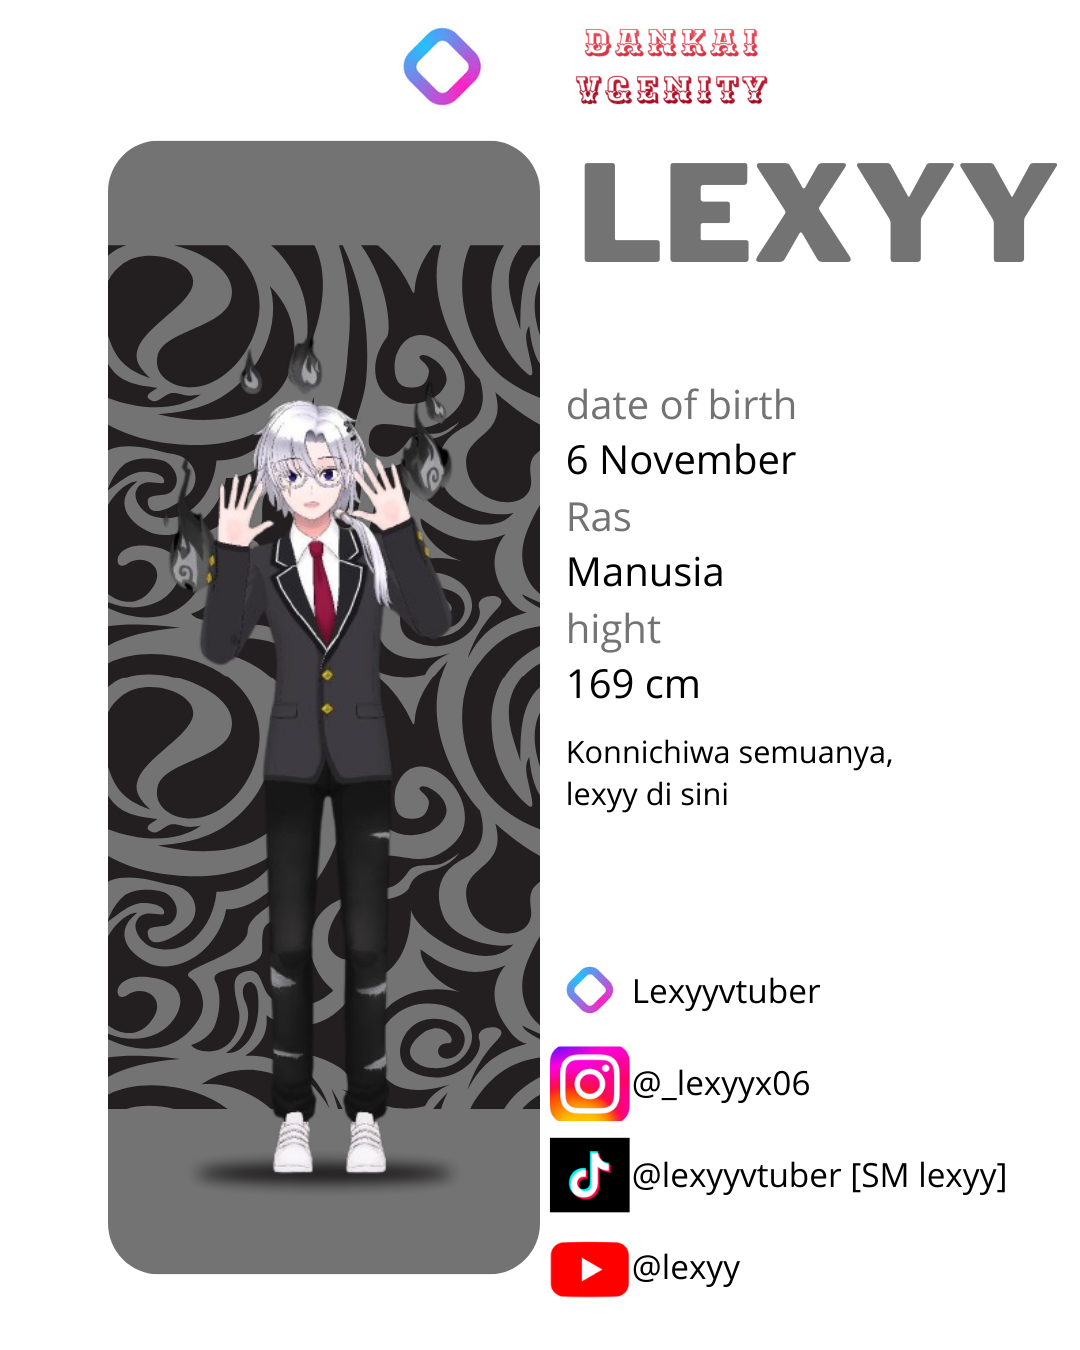 DANKAI
VGENITY
LEXYY
date of birth
6 November
Ras
Manusia
hight
169 cm
Konnichiwa semuanya,
lexyy di sini
Lexyyvtuber
@_lexyyx06
@lexyyvtuber [SM lexyy]
@lexyy